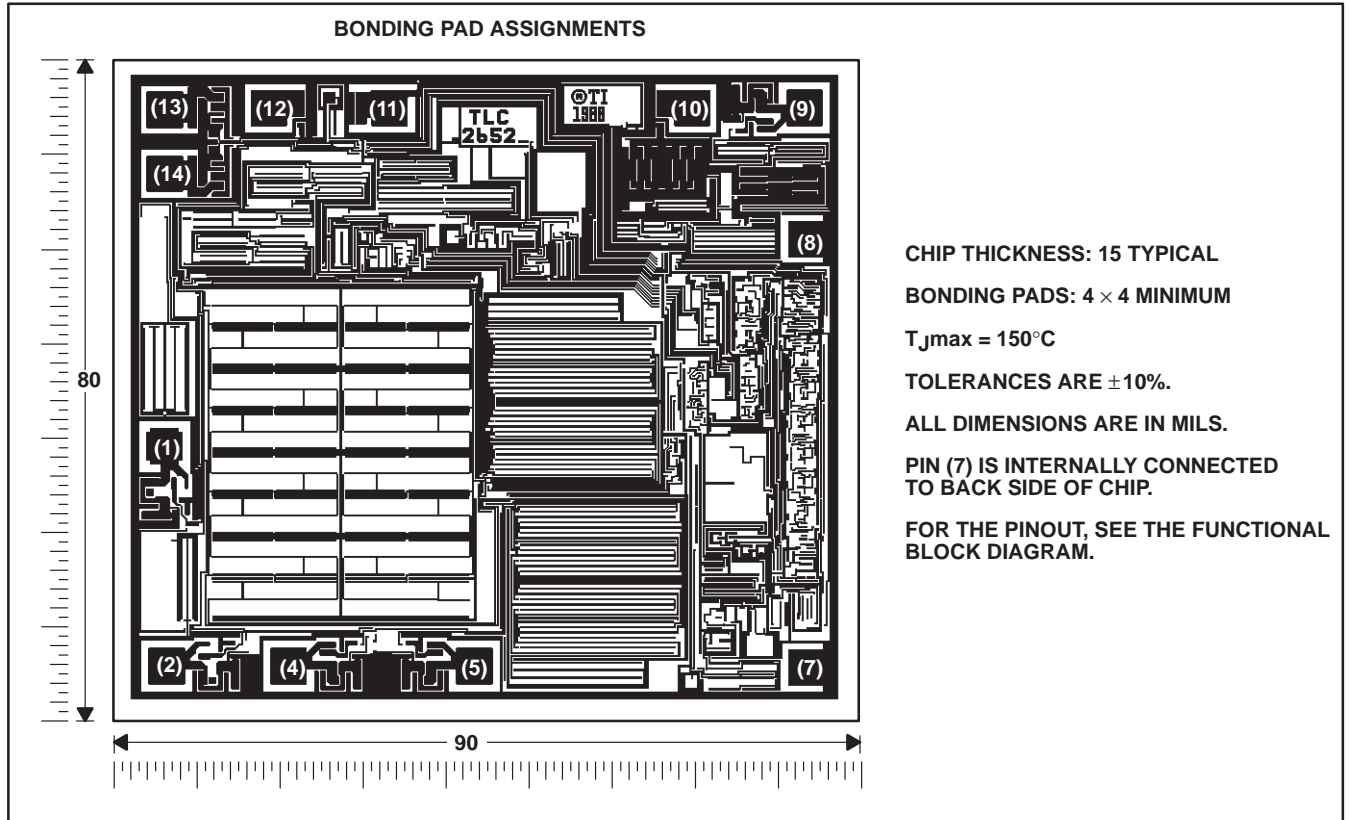 BONDING PAD ASSIGNMENTS
(13)
(12)
(11)
TLC
2652
©TI
1988
(10)
(9)
(14)
(8)
80
(1)
(2)
(4)
(5)
(7)
90
CHIP THICKNESS: 15 TYPICAL
BONDING PADS: 4 × 4 MINIMUM
TJmax = 150°C
TOLERANCES ARE ±10%.
ALL DIMENSIONS ARE IN MILS.
PIN (7) IS INTERNALLY CONNECTED
TO BACK SIDE OF CHIP.
FOR THE PINOUT, SEE THE FUNCTIONAL
BLOCK DIAGRAM.